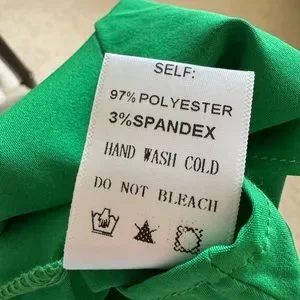 SELF:
97% POLYESTER
3%SPANDEX
HAND WASH COLD
DO NOT BLEACH